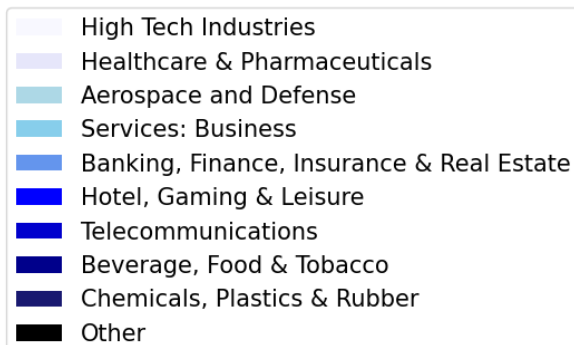 High Tech Industries
Healthcare & Pharmaceuticals
Aerospace and Defense
Services: Business
Banking, Finance, Insurance & Real Estate
Hotel, Gaming & Leisure
Telecommunications
Beverage, Food & Tobacco
Chemicals, Plastics & Rubber
Other